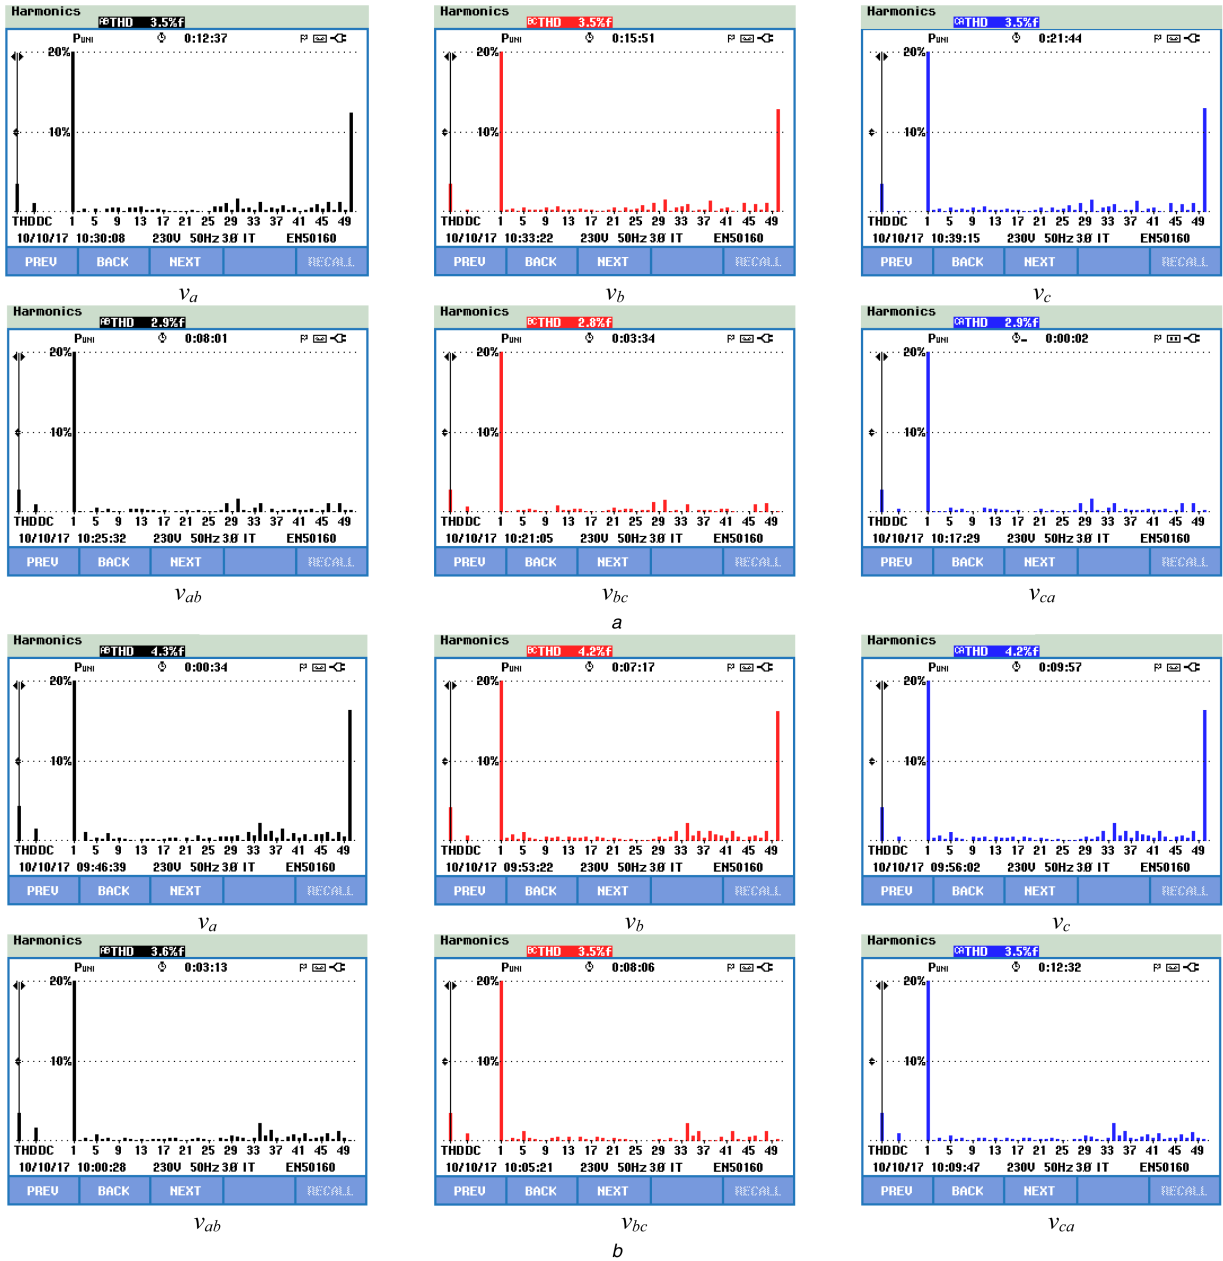 Harmonics
ABTHD 3.5%f
PUNI 0:12:37
20%
10%
THDDC 1 5 9 13 17 21 25 29 33 37 41 45 49
10/10/17 10:30:08 230V 50Hz 3Ø IT EN50160
PREV BACK NEXT RECALL
va
Harmonics
BCTHD 3.5%f
PUNI 0:15:51
20%
10%
THDDC 1 5 9 13 17 21 25 29 33 37 41 45 49
10/10/17 10:33:22 230V 50Hz 3Ø IT EN50160
PREV BACK NEXT RECALL
vb
Harmonics
CATHD 3.5%f
PUNI 0:21:44
20%
10%
THDDC 1 5 9 13 17 21 25 29 33 37 41 45 49
10/10/17 10:39:15 230V 50Hz 3Ø IT EN50160
PREV BACK NEXT RECALL
vc
Harmonics
ABTHD 2.9%f
PUNI 0:08:01
20%
10%
THDDC 1 5 9 13 17 21 25 29 33 37 41 45 49
10/10/17 10:25:32 230V 50Hz 3Ø IT EN50160
PREV BACK NEXT RECALL
vab
Harmonics
BCTHD 2.8%f
PUNI 0:03:34
20%
10%
THDDC 1 5 9 13 17 21 25 29 33 37 41 45 49
10/10/17 10:21:05 230V 50Hz 3Ø IT EN50160
PREV BACK NEXT RECALL
vbc
Harmonics
CATHD 2.9%f
PUNI 0:00:02
20%
10%
THDDC 1 5 9 13 17 21 25 29 33 37 41 45 49
10/10/17 10:17:29 230V 50Hz 3Ø IT EN50160
PREV BACK NEXT RECALL
vca
a
Harmonics
ABTHD 4.3%f
PUNI 0:00:34
20%
10%
THDDC 1 5 9 13 17 21 25 29 33 37 41 45 49
10/10/17 09:46:39 230V 50Hz 3Ø IT EN50160
PREV BACK NEXT RECALL
va
Harmonics
BCTHD 4.2%f
PUNI 0:07:17
20%
10%
THDDC 1 5 9 13 17 21 25 29 33 37 41 45 49
10/10/17 09:53:22 230V 50Hz 3Ø IT EN50160
PREV BACK NEXT RECALL
vb
Harmonics
CATHD 4.2%f
PUNI 0:09:57
20%
10%
THDDC 1 5 9 13 17 21 25 29 33 37 41 45 49
10/10/17 09:56:02 230V 50Hz 3Ø IT EN50160
PREV BACK NEXT RECALL
vc
Harmonics
ABTHD 3.6%f
PUNI 0:03:13
20%
10%
THDDC 1 5 9 13 17 21 25 29 33 37 41 45 49
10/10/17 10:00:28 230V 50Hz 3Ø IT EN50160
PREV BACK NEXT RECALL
vab
Harmonics
BCTHD 3.5%f
PUNI 0:08:06
20%
10%
THDDC 1 5 9 13 17 21 25 29 33 37 41 45 49
10/10/17 10:05:21 230V 50Hz 3Ø IT EN50160
PREV BACK NEXT RECALL
vbc
Harmonics
CATHD 3.5%f
PUNI 0:12:32
20%
10%
THDDC 1 5 9 13 17 21 25 29 33 37 41 45 49
10/10/17 10:09:47 230V 50Hz 3Ø IT EN50160
PREV BACK NEXT RECALL
vca
b